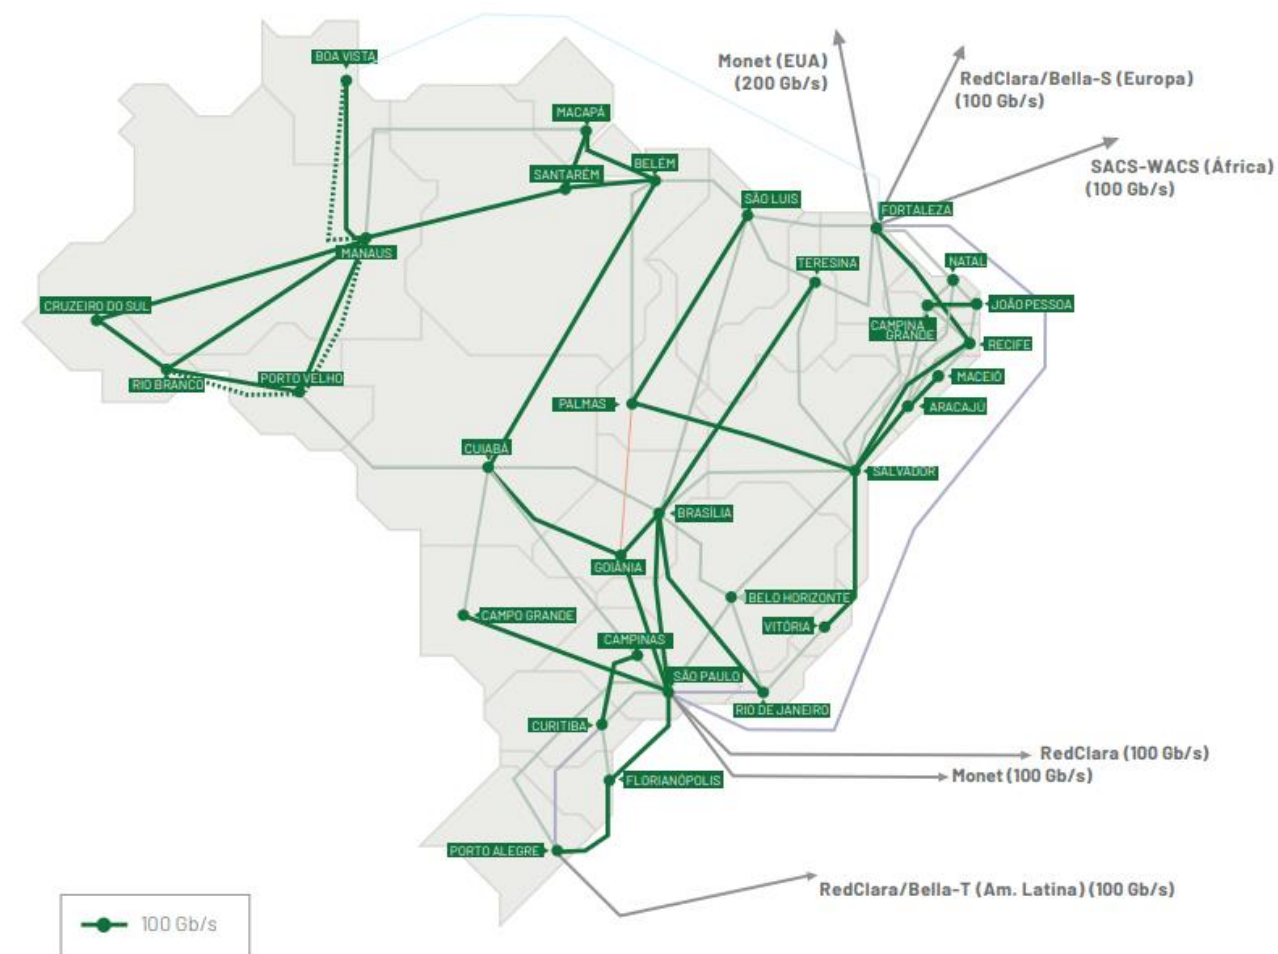 BOA VISTA
Monet (EUA)
(200 Gb/s)
RedClara/Bella-S (Europa)
(100 Gb/s)
MACAPÁ
SACS-WACS (África)
(100 Gb/s)
BELÉM
SANTARÉM
SÃO LUIS
FORTALEZA
MANAUS
TERESINA
NATAL
CRUZEIRO DO SUL
JOÃO PESSOA
CAMPINA
GRANDE
RECIFE
RIO BRANCO
PORTO VELHO
MACEIÓ
PALMAS
ARACAJÚ
CUIABÁ
SALVADOR
BRASÍLIA
GOIÂNIA
BELO HORIZONTE
CAMPO GRANDE
VITÓRIA
CAMPINAS
SÃO PAULO
RIO DE JANEIRO
CURITIBA
RedClara (100 Gb/s)
Monet (100 Gb/s)
FLORIANÓPOLIS
PORTO ALEGRE
RedClara/Bella-T (Am. Latina) (100 Gb/s)
100 Gb/s